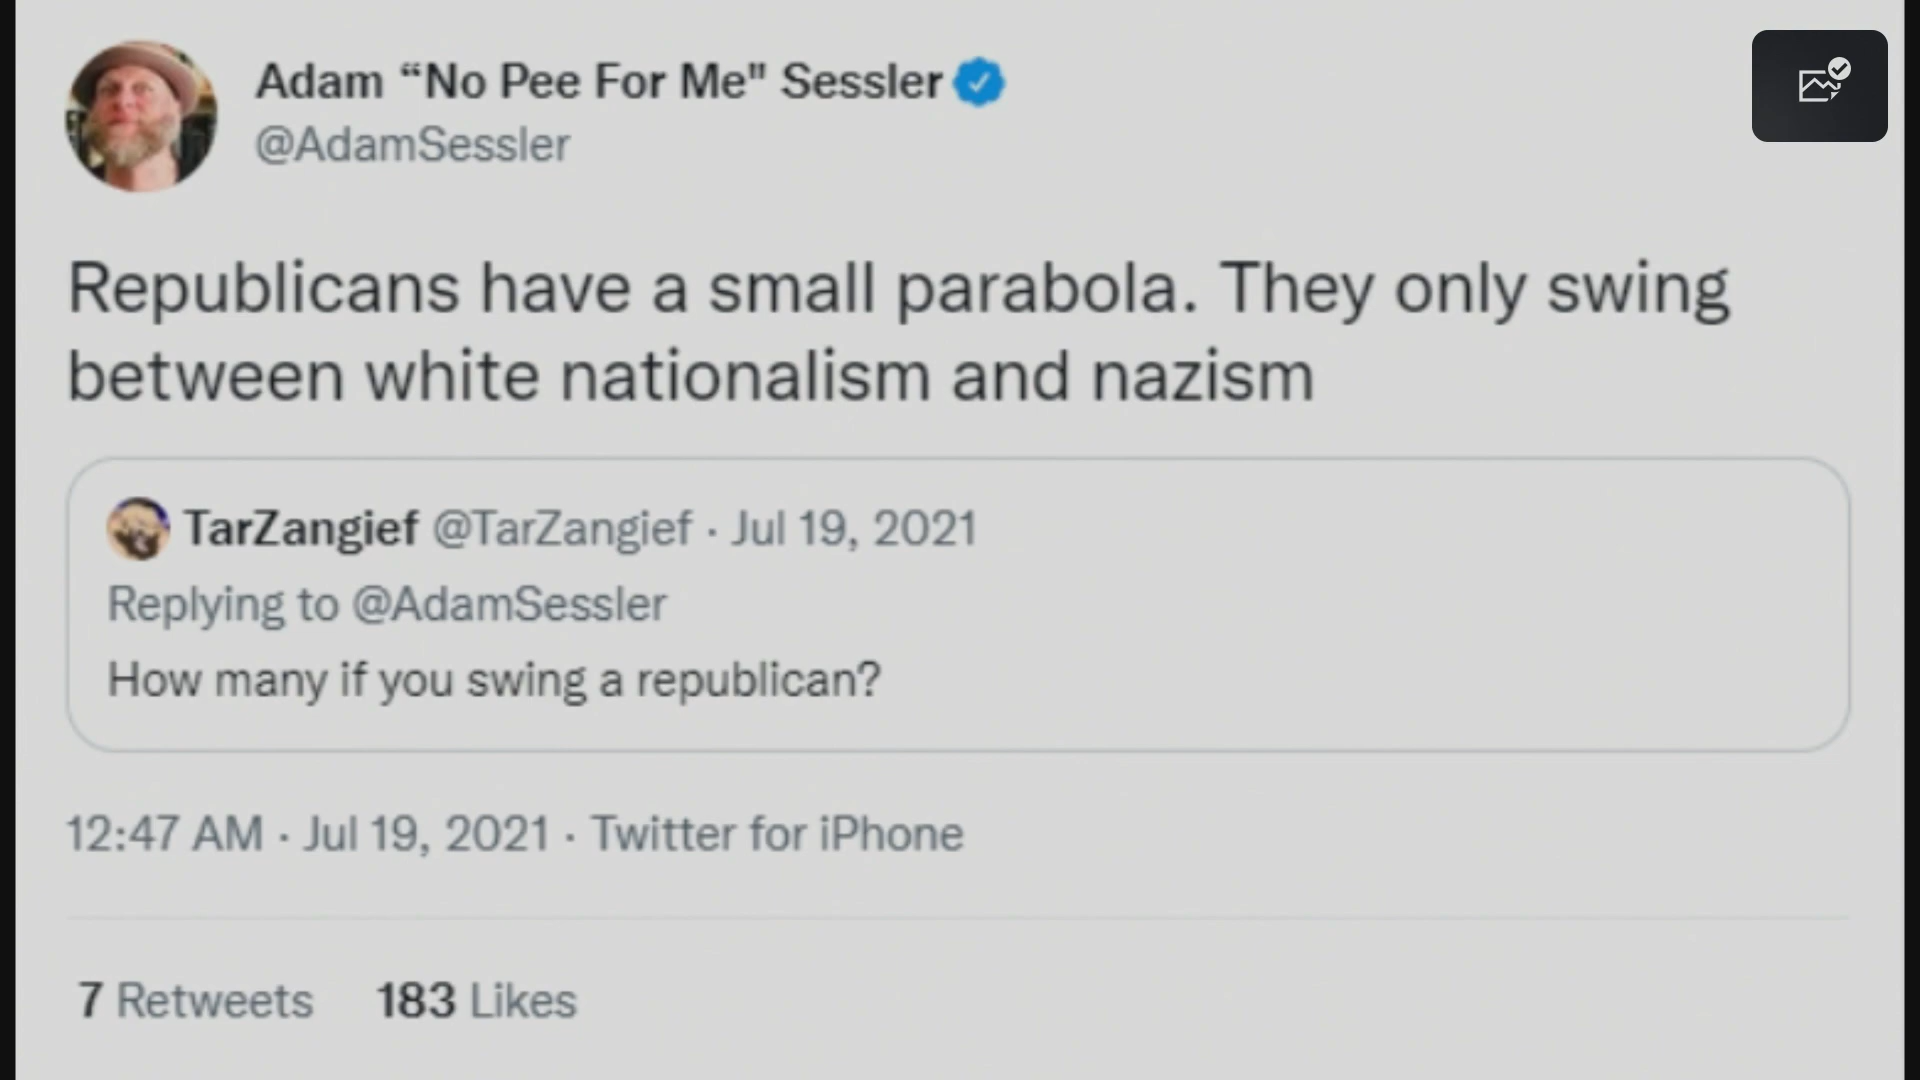 Adam “No Pee For Me" Sessler
@AdamSessler
Republicans have a small parabola. They only swing
between white nationalism and nazism
TarZangief @TarZangief · Jul 19, 2021
Replying to @AdamSessler
How many if you swing a republican?
12:47 AM · Jul 19, 2021 · Twitter for iPhone
7 Retweets 183 Likes